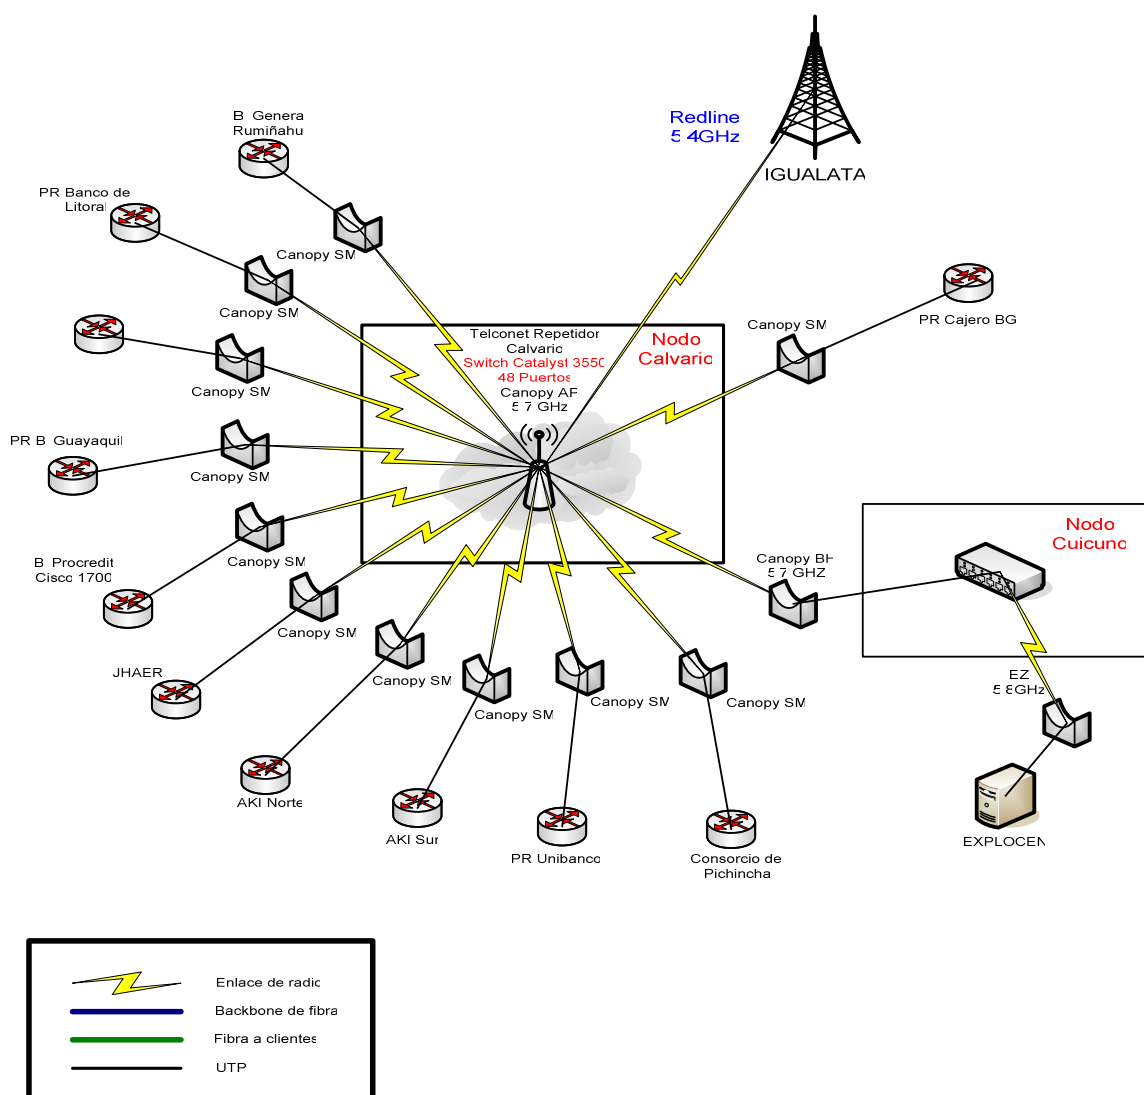 Redline
5.4GHz
IGUALATA
B. Genera
Rumiñahu
PR Banco de
Litoral
Canopy SM
Canopy SM
Canopy SM
PR B. Guayaquil
Canopy SM
B. Procredit
Cisco 1700
Canopy SM
JHAER
Canopy SM
AKI Norte
Canopy SM
AKI Sur
Canopy SM
PR Unibanco
Canopy SM
Consorcio de
Pichincha
Canopy SM
Telconet Repetidor
Calvario
Switch Catalyst 3550
48 Puertos
Canopy AP
5.7 GHz
Nodo
Calvario
Canopy SM
PR Cajero BG
Canopy BH
5.7 GHZ
Nodo
Cuicuno
EZ
5.8GHz
EXPLOCEN
Enlace de radio
Backbone de fibra
Fibra a clientes
UTP